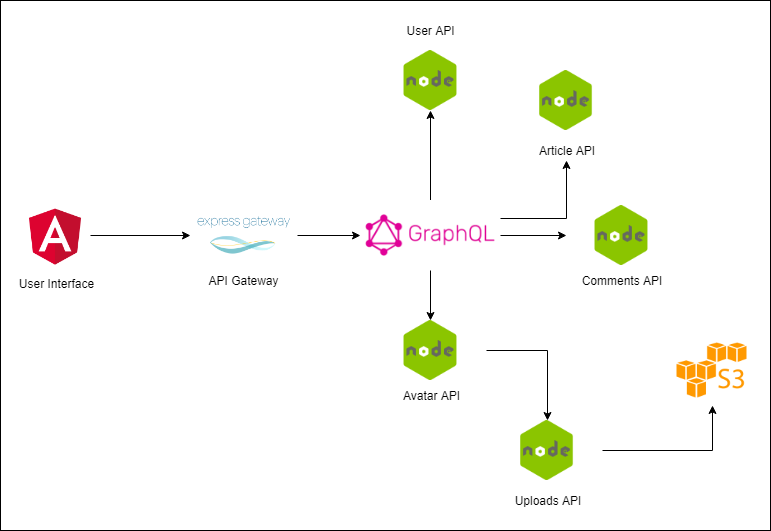 User API
node
node
Article API
A
User Interface
express gateway
API Gateway
GraphQL
node
Comments API
node
Avatar API
S3
node
Uploads API